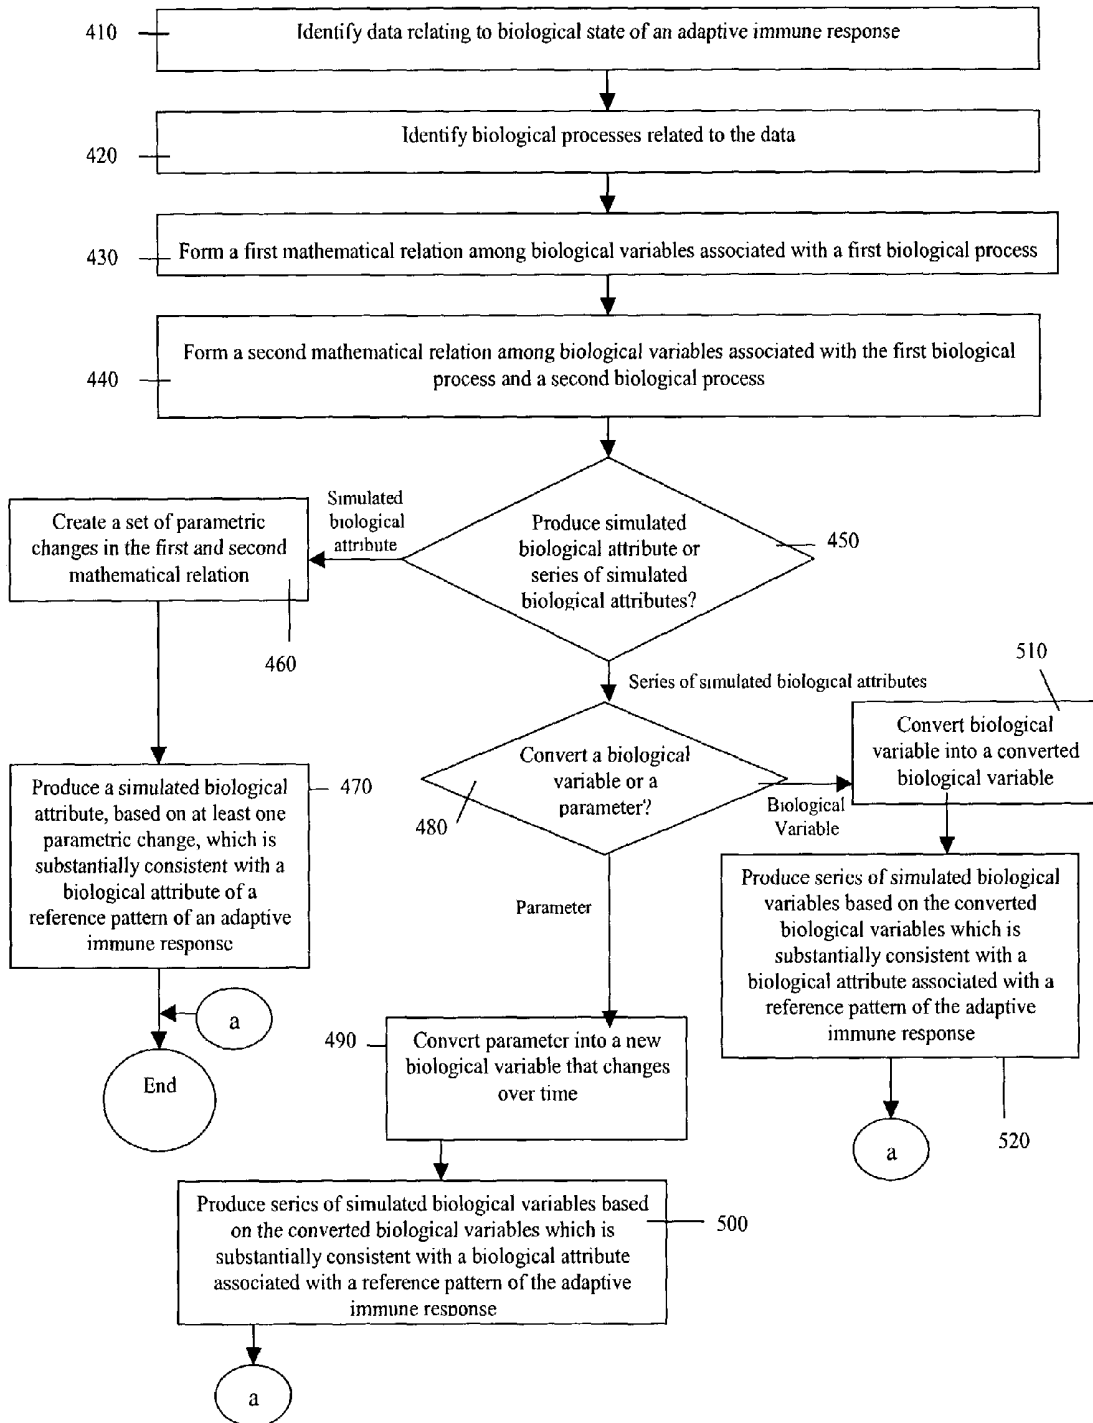 410
Identify data relating to biological state of an adaptive immune response
Identify biological processes related to the data
420
Form a first mathematical relation among biological variables associated with a first biological process
430
Form a second mathematical relation among biological variables associated with the first biological
process and a second biological process
440
Simulated
biological
attribute
Create a set of parametric
changes in the first and second
mathematical relation
460
Produce simulated
biological attribute or
series of simulated
biological attributes?
450
Series of simulated biological attributes
510
Convert biological
variable into a converted
biological variable
Convert a biological
variable or a
parameter?
480
Biological
Variable
Produce a simulated biological
attribute, based on at least one
parametric change, which is
substantially consistent with a
biological attribute of a
reference pattern of an adaptive
immune response
470
Parameter
Produce series of simulated biological
variables based on the converted
biological variables which is
substantially consistent with a
biological attribute associated with a
reference pattern of the adaptive
immune response
520
a
a
End
490
Convert parameter into a new
biological variable that changes
over time
Produce series of simulated biological variables based
on the converted biological variables which is
substantially consistent with a biological attribute
associated with a reference pattern of the adaptive
immune response
500
a